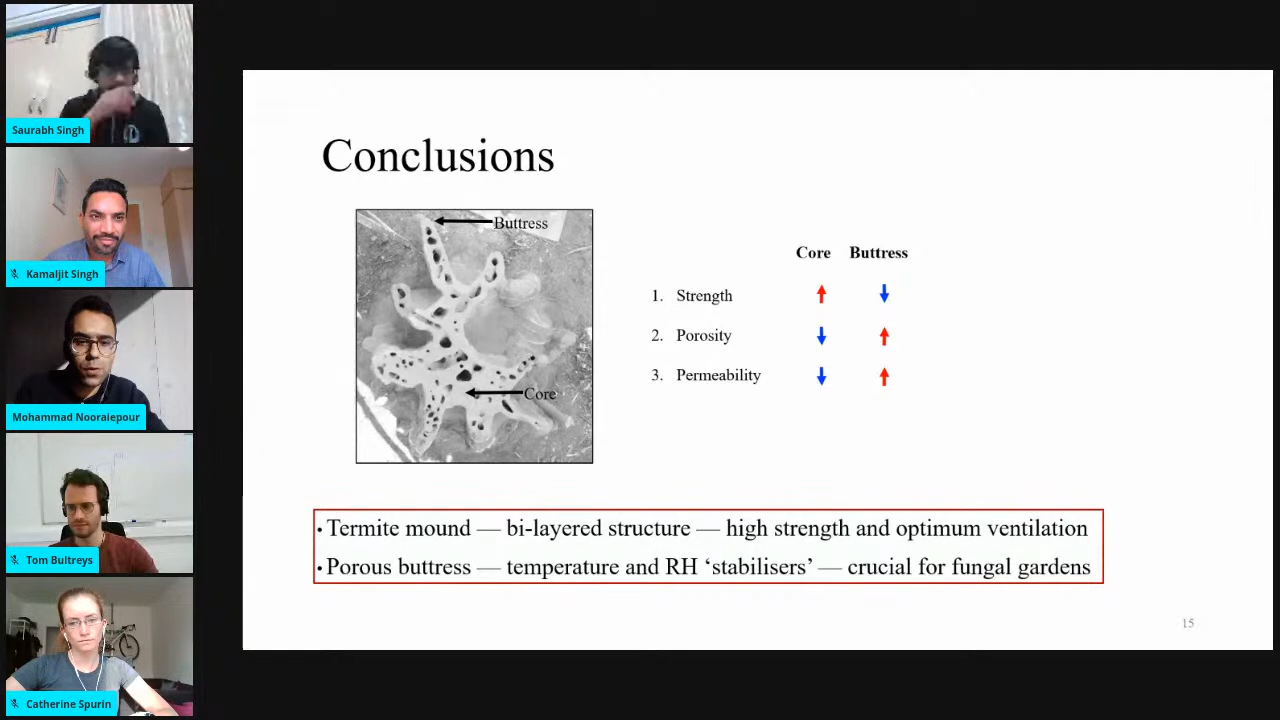 Saurabh Singh
Kamaljit Singh
Mohammad Nooraiepour
Tom Bultreys
Catherine Spurin
Conclusions
Buttress
Core
Core Buttress
1. Strength
2. Porosity
3. Permeability
• Termite mound — bi-layered structure — high strength and optimum ventilation
• Porous buttress — temperature and RH ‘stabilisers’ — crucial for fungal gardens
15